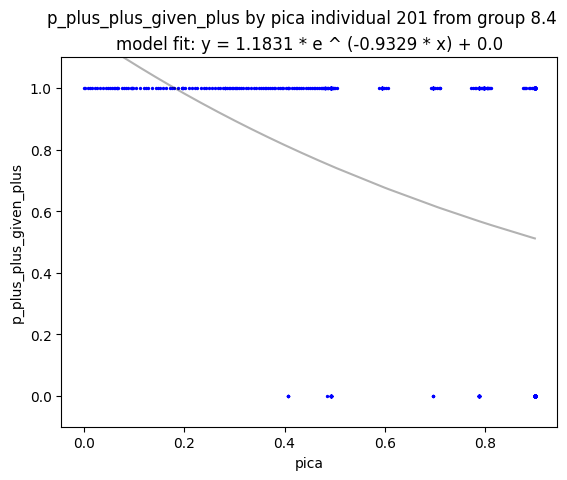 p_plus_plus_given_plus by pica individual 201 from group 8.4
model fit: y = 1.1831 * e ^ (-0.9329 * x) + 0.0
1.0
0.8
0.6
0.4
0.2
0.0
p_plus_plus_given_plus
0.0 0.2 0.4 0.6 0.8
pica